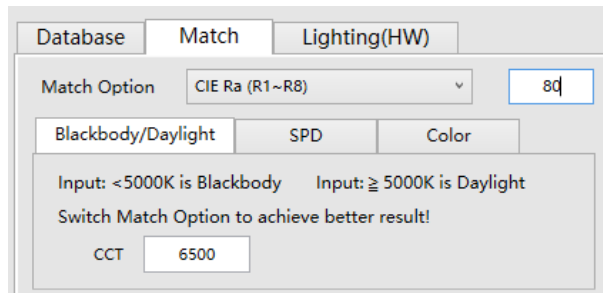 Database Match Lighting(HW)
Match Option CIE Ra (R1~R8) 80
Blackbody/Daylight SPD Color
Input: <5000K is Blackbody Input: ≧ 5000K is Daylight
Switch Match Option to achieve better result!
CCT 6500